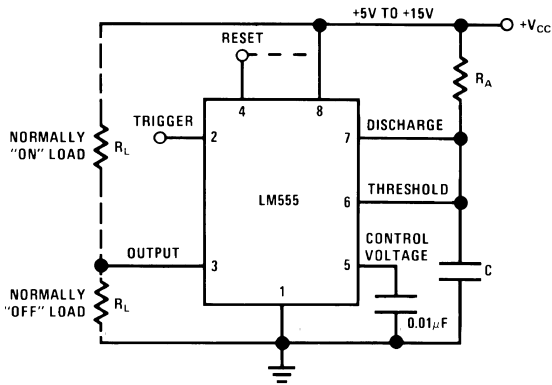 +5V TO +15V
+VCC
RESET
RA
4
8
TRIGGER
2
7
DISCHARGE
NORMALLY
"ON" LOAD
RL
LM555
6
THRESHOLD
OUTPUT
3
5
CONTROL
VOLTAGE
C
NORMALLY
"OFF" LOAD
RL
1
0.01μF